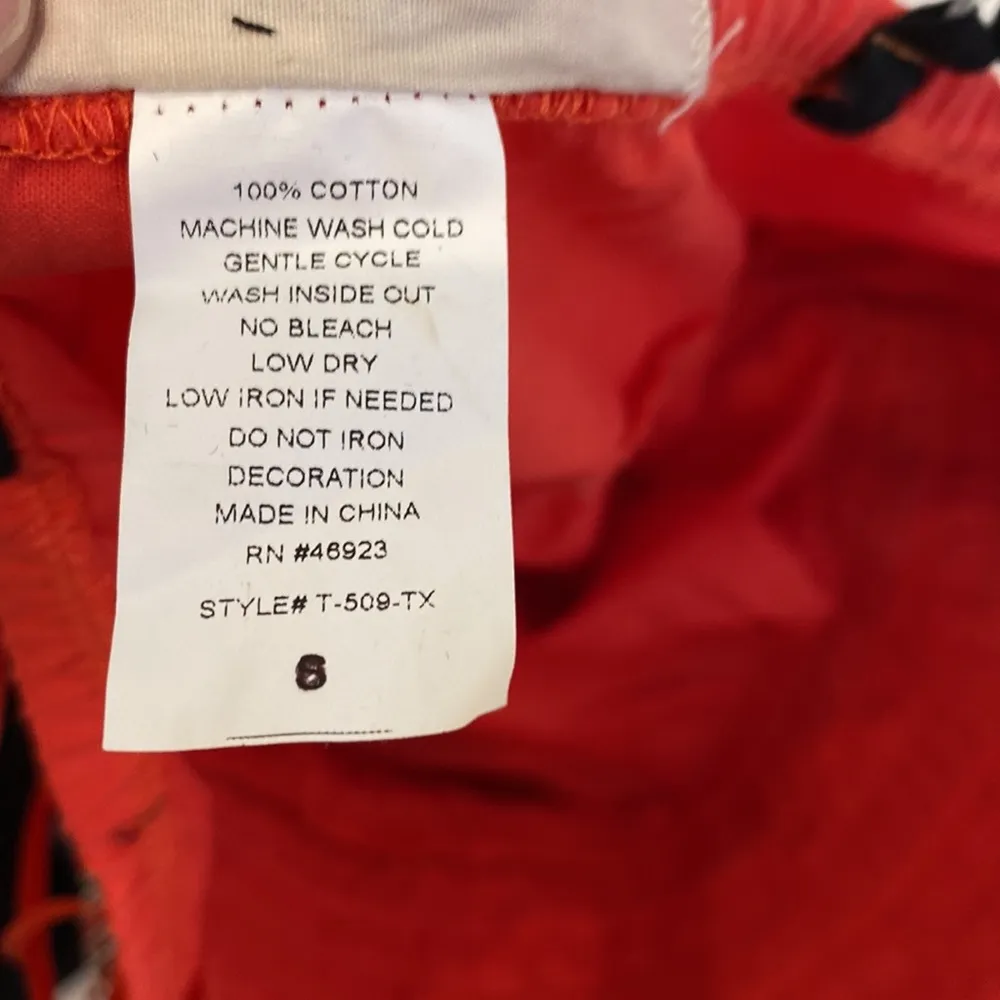 100% COTTON
MACHINE WASH COLD
GENTLE CYCLE
WASH INSIDE OUT
NO BLEACH
LOW DRY
LOW IRON IF NEEDED
DO NOT IRON
DECORATION
MADE IN CHINA
RN #46923
STYLE# T-509-TX
6